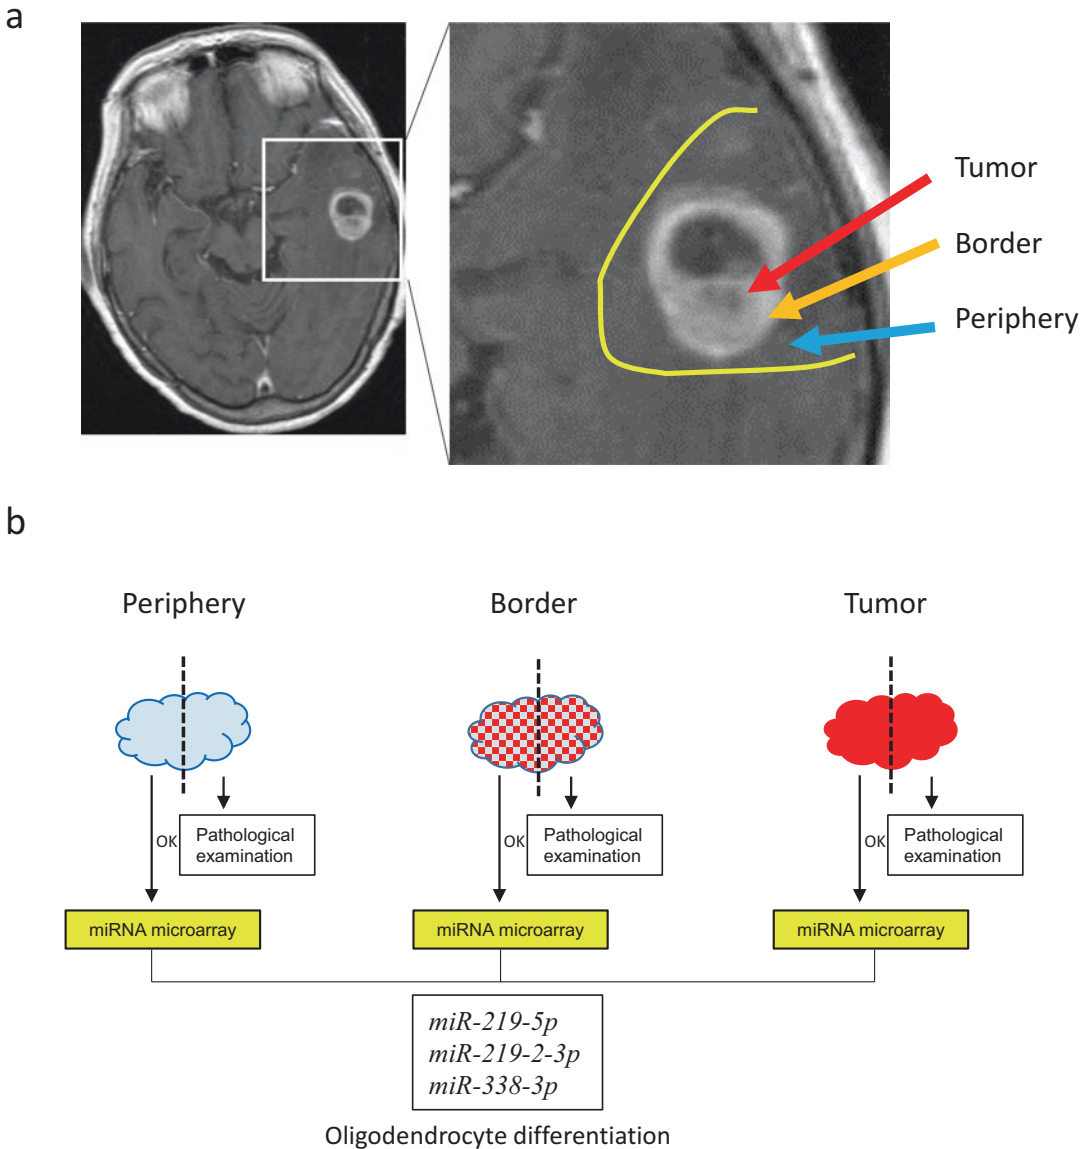 a
Tumor
Border
Periphery
b
Periphery
Border
Tumor
OK
Pathological
examination
OK
Pathological
examination
OK
Pathological
examination
miRNA microarray
miRNA microarray
miRNA microarray
miR-219-5p
miR-219-2-3p
miR-338-3p
Oligodendrocyte differentiation